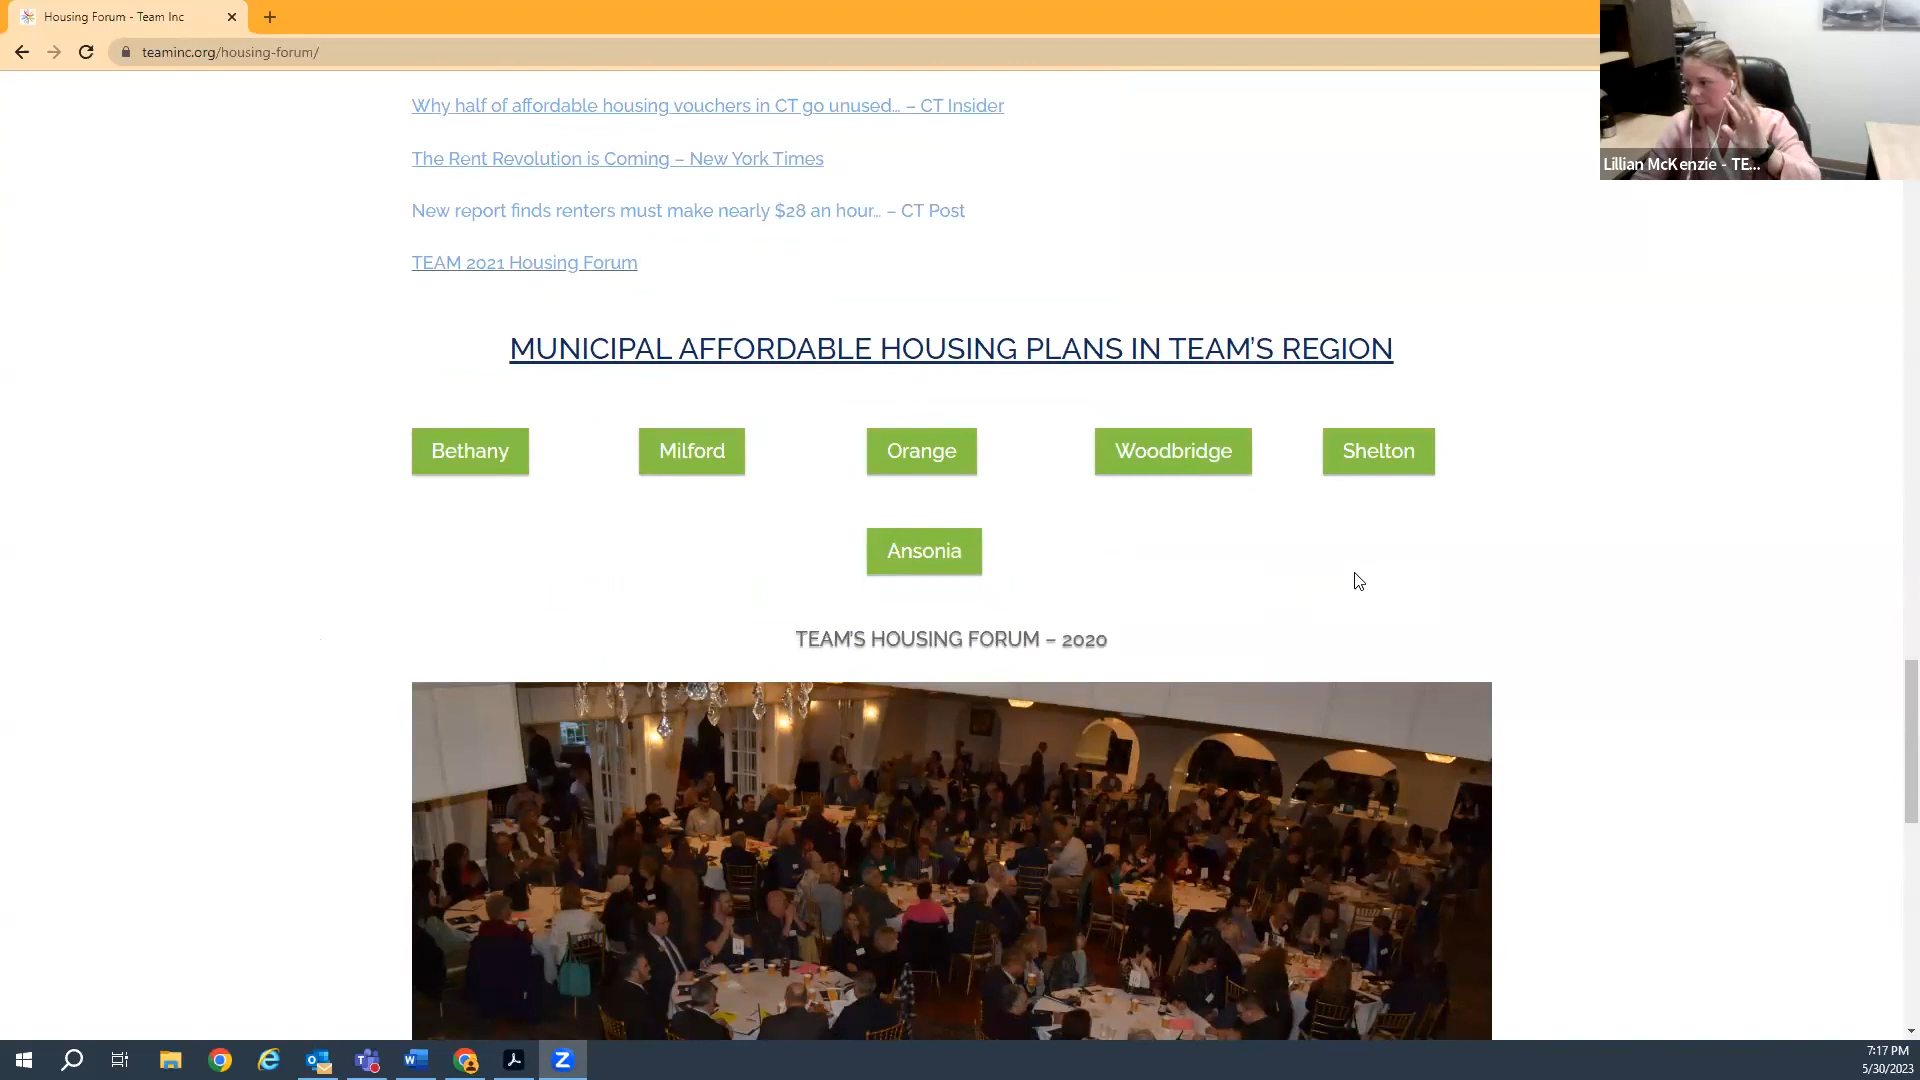 Housing Forum - Team Inc
teaminc.org/housing-forum/
Lillian McKenzie - TE...
Why half of affordable housing vouchers in CT go unused… – CT Insider
The Rent Revolution is Coming – New York Times
New report finds renters must make nearly $28 an hour… – CT Post
TEAM 2021 Housing Forum
MUNICIPAL AFFORDABLE HOUSING PLANS IN TEAM'S REGION
Bethany
Milford
Orange
Woodbridge
Shelton
Ansonia
TEAM'S HOUSING FORUM – 2020
7:17 PM
5/30/2023